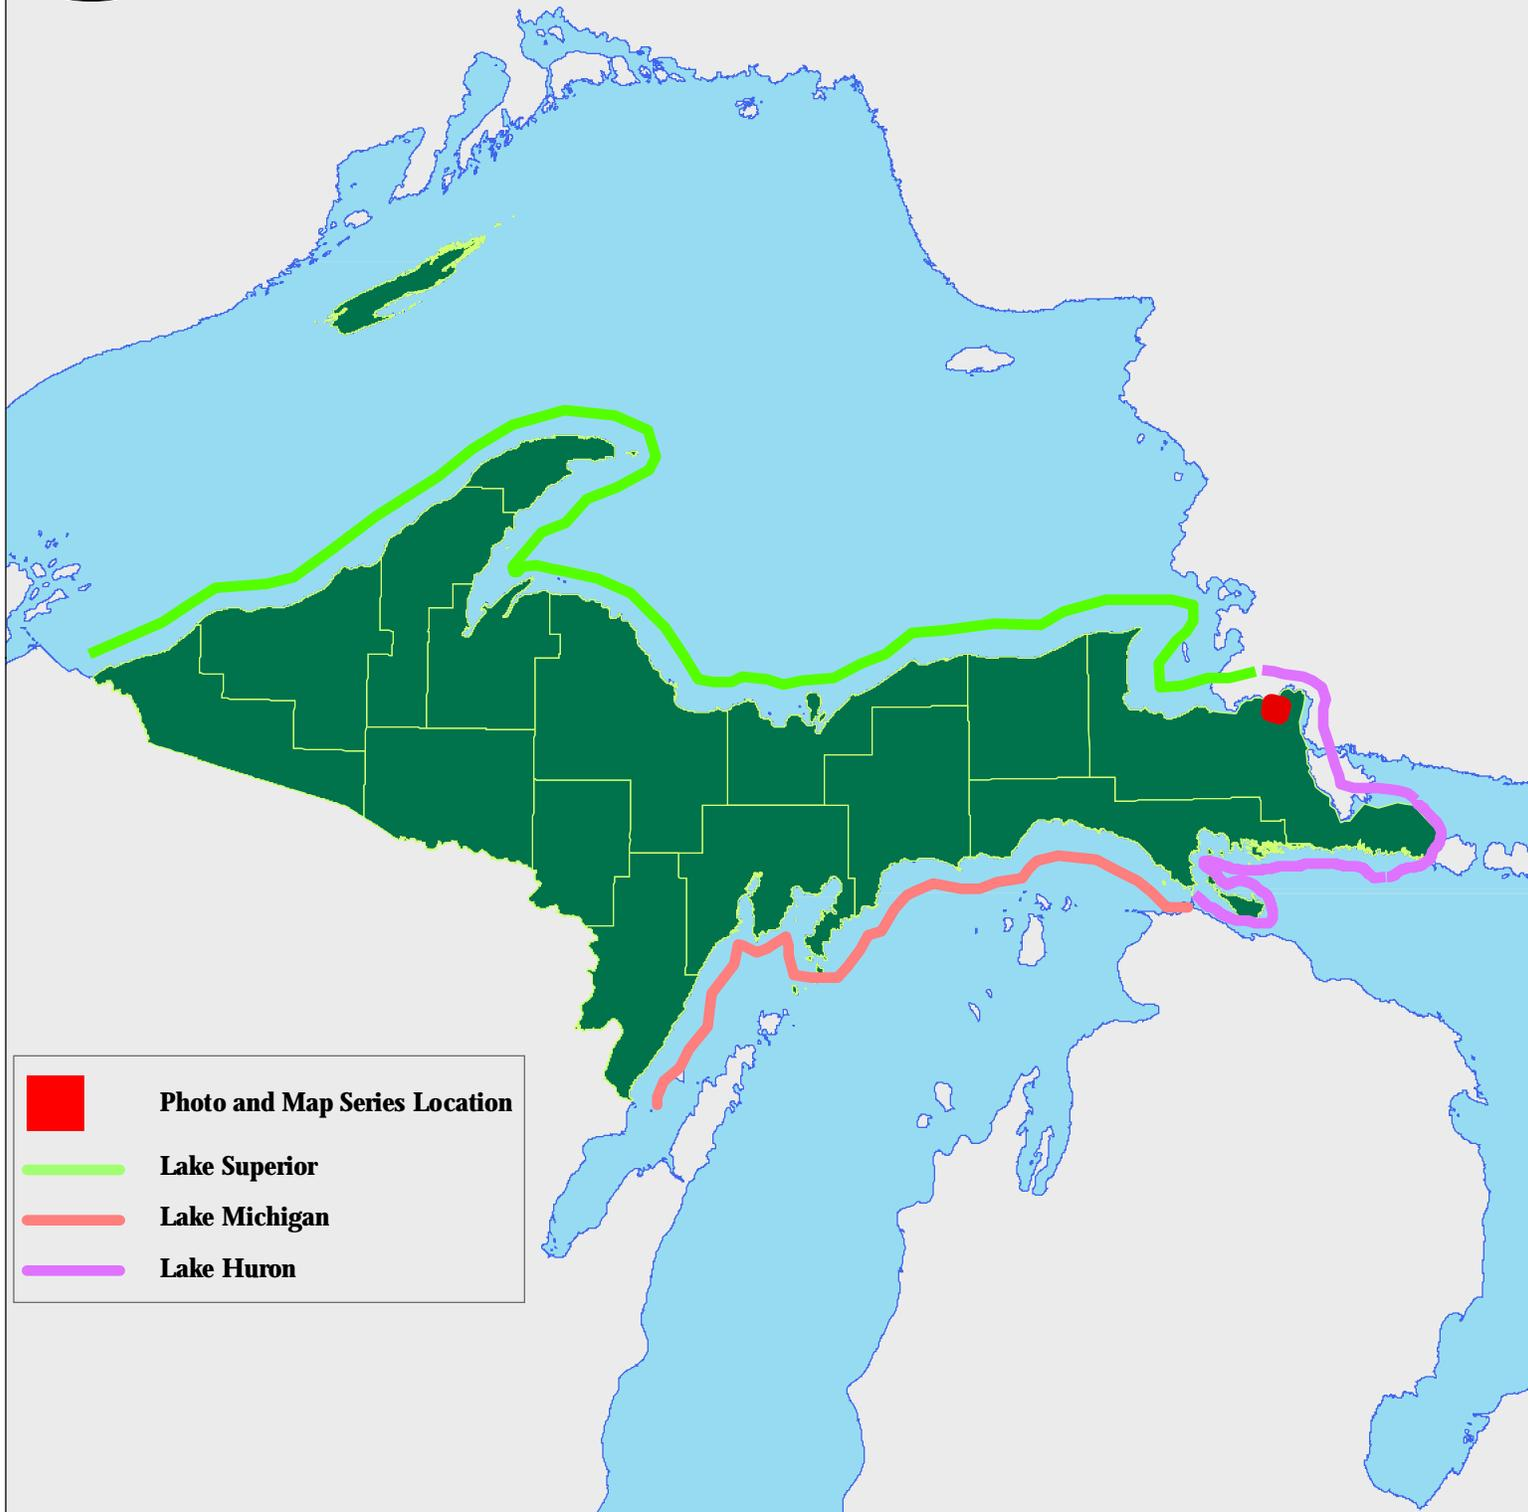 Photo and Map Series Location
Lake Superior
Lake Michigan
Lake Huron